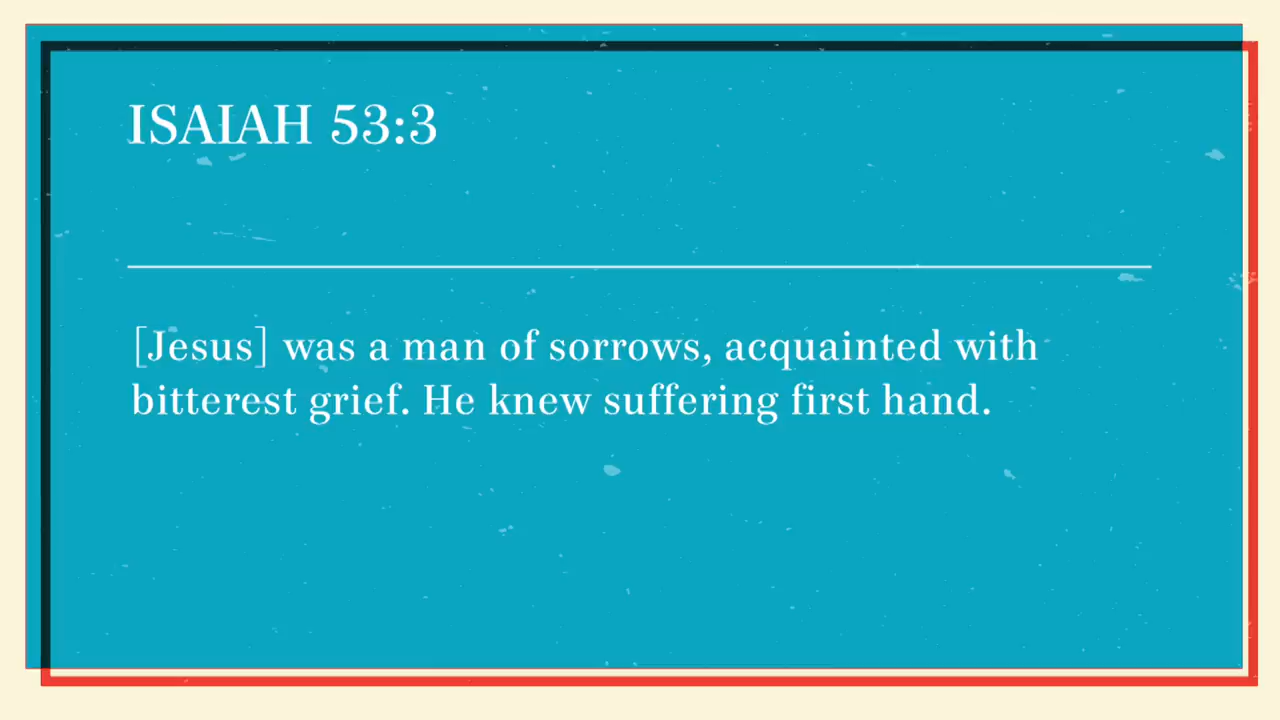 ISAIAH 53:3
[Jesus] was a man of sorrows, acquainted with
bitterest grief. He knew suffering first hand.